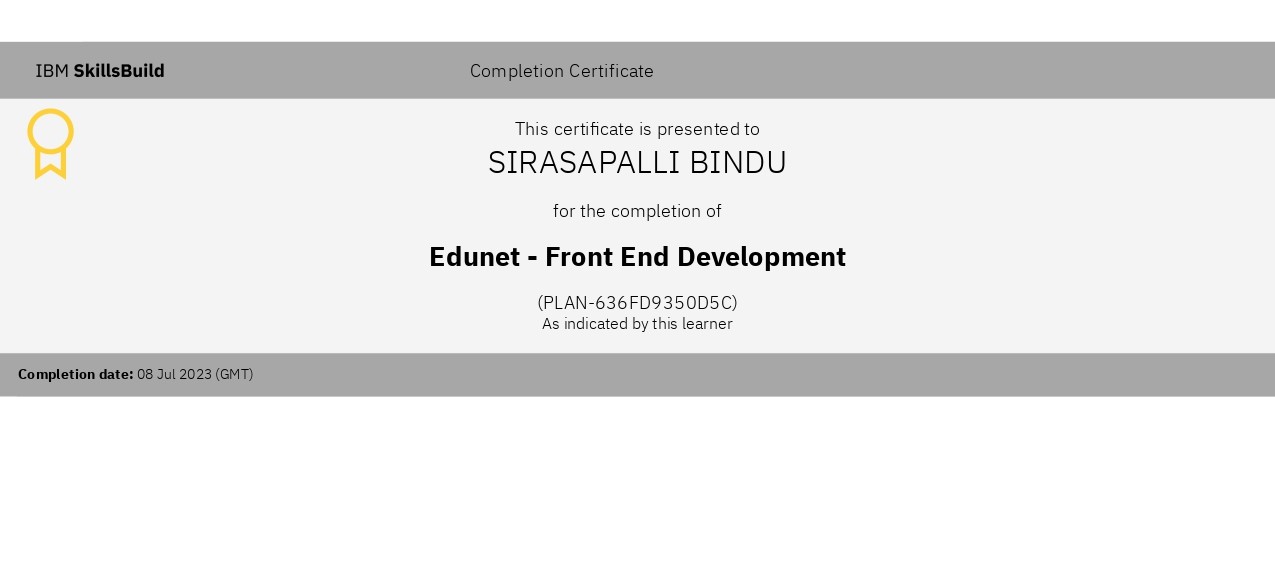 IBM SkillsBuild
Completion Certificate
This certificate is presented to
SIRASAPALLI BINDU
for the completion of
Edunet - Front End Development
(PLAN-636FD9350D5C)
As indicated by this learner
Completion date: 08 Jul 2023 (GMT)